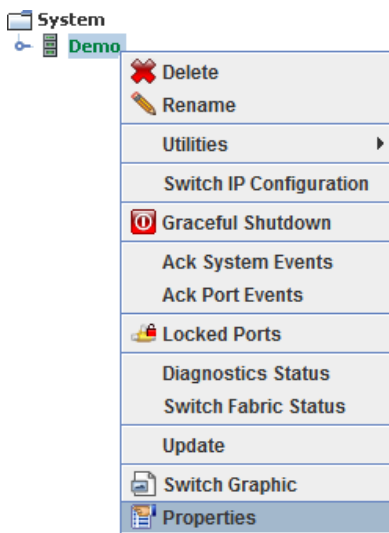 System
Demo
Delete
Rename
Utilities
Switch IP Configuration
Graceful Shutdown
Ack System Events
Ack Port Events
Locked Ports
Diagnostics Status
Switch Fabric Status
Update
Switch Graphic
Properties